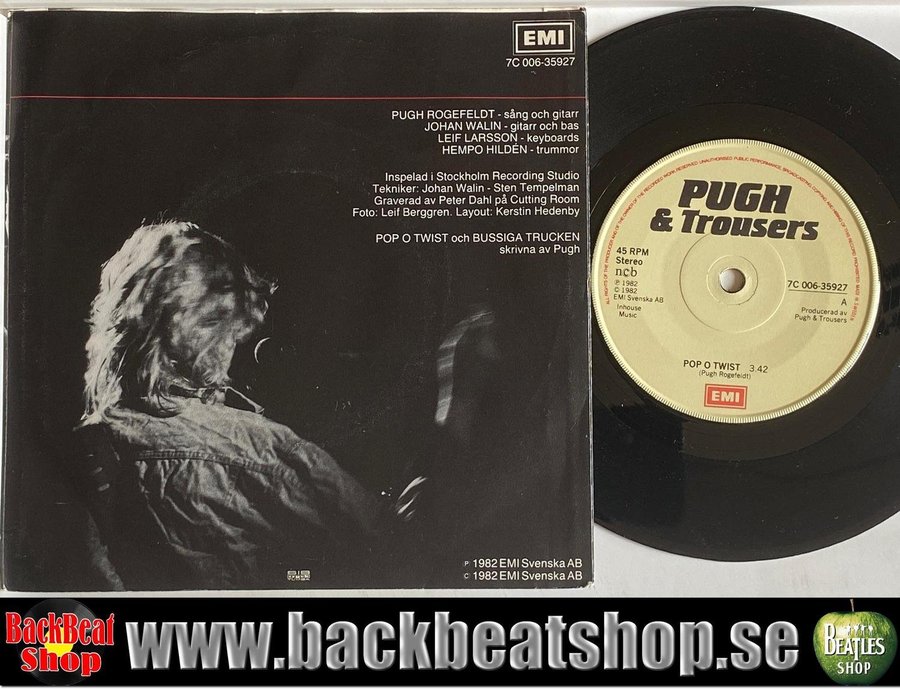 EMI
7C 006-35927
PUGH ROGEFELDT - sång och gitarr
JOHAN WALIN - gitarr och bas
LEIF LARSSON - keyboards
HEMPO HILDÉN - trummor
Inspelad i Stockholm Recording Studio
Tekniker: Johan Walin - Sten Tempelman
Graverad av Peter Dahl på Cutting Room
Foto: Leif Berggren. Layout: Kerstin Hedenby
POP O TWIST och BUSSIGA TRUCKEN
skrivna av Pugh
℗ 1982 EMI Svenska AB
© 1982 EMI Svenska AB
PUGH
& Trousers
45 RPM
Stereo
ncb
℗ 1982
© 1982
EMI Svenska AB
Inhouse
Music
7C 006-35927
A
Producerad av
Pugh & Trousers
POP O TWIST 3.42
(Pugh Rogefeldt)
EMI
BackBeat
Shop
www.backbeatshop.se
BEATLES
SHOP